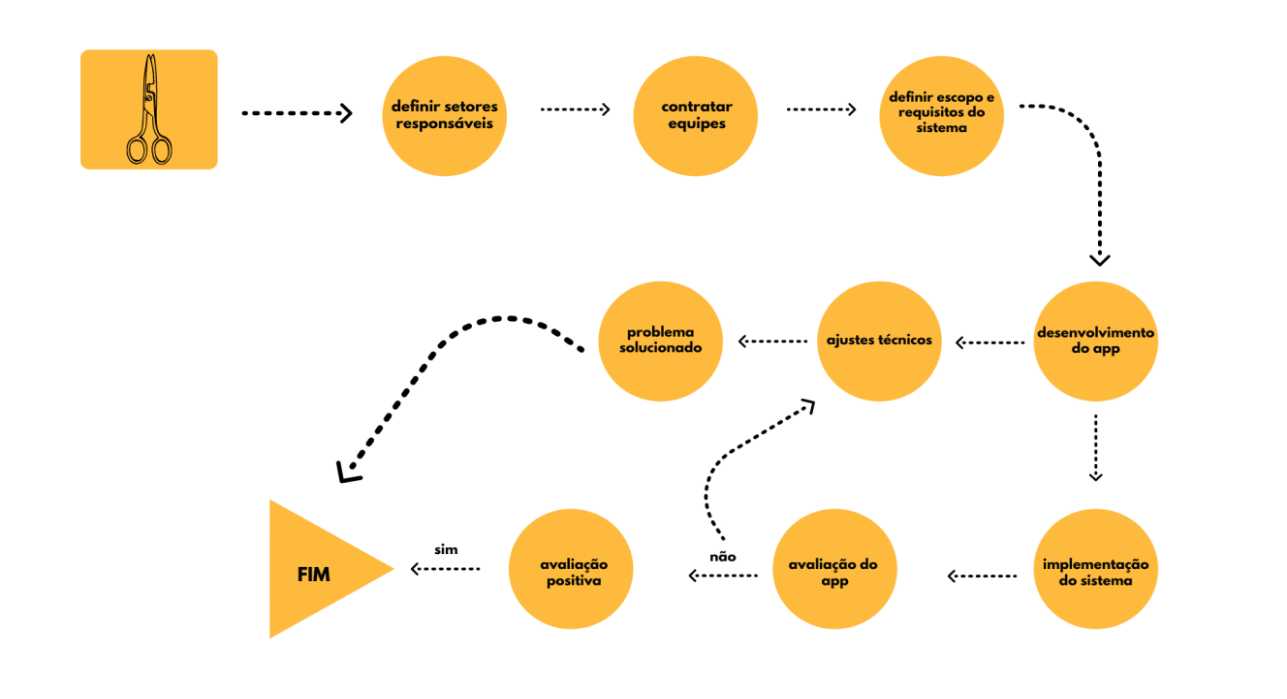 definir setores
responsáveis
contratar
equipes
definir escopo e
requisitos do
sistema
problema
solucionado
ajustes técnicos
desenvolvimento
do app
FIM
sim
avaliação
positiva
não
avaliação do
app
implementação
do sistema